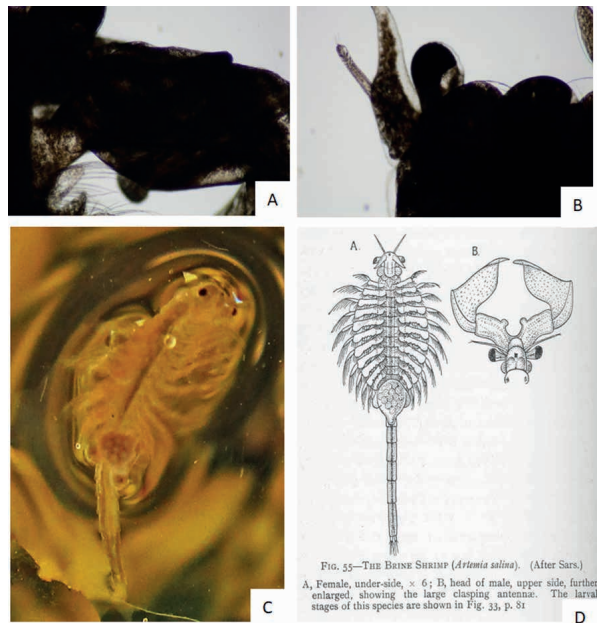 A
B
C
A.
B.
FIG. 55—THE BRINE SHRIMP (Artemia salina). (After Sars.)
A, Female, under-side, × 6; B, head of male, upper side, further
enlarged, showing the large clasping antennæ. The larval
stages of this species are shown in Fig. 33, p. 81
D